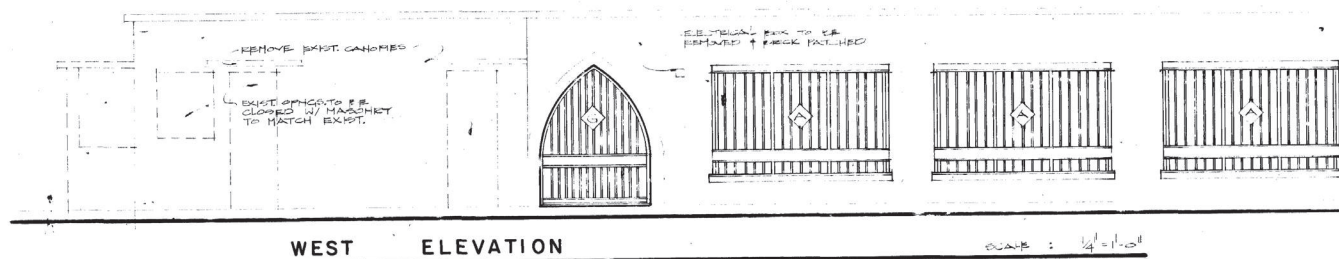 REMOVE EXIST. CANOPIES
ELECTRICAL BOX TO BE
REMOVED & BRICK PATCHED
EXIST. OPNGS. TO BE
CLOSED W/ MASONRY
TO MATCH EXIST.
G
A
A
A
WEST ELEVATION
SCALE : 1/4"=1'-0"